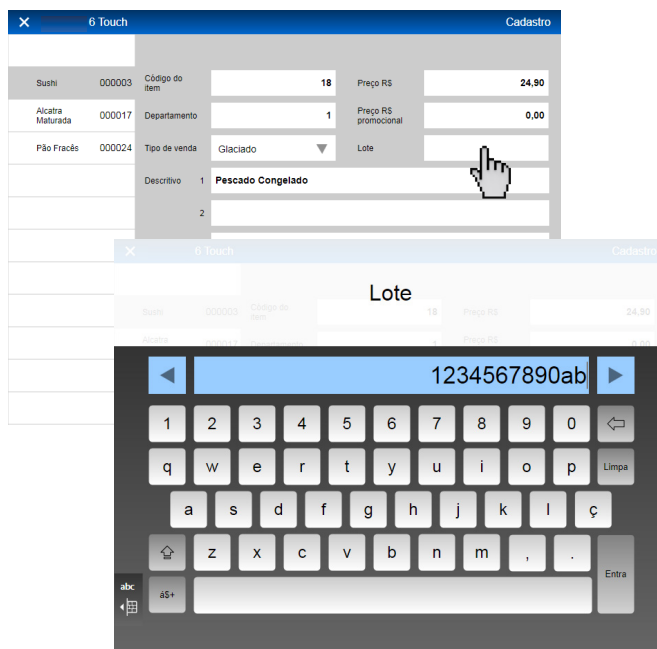 6 Touch Cadastro
Sushi 000003 Código do item 18 Preço R$ 24,90
Alcatra Maturada 000017 Departamento 1 Preço R$ promocional 0,00
Pão Fracês 000024 Tipo de venda Glaciado Lote
Descritivo 1 Pescado Congelado
2
6 Touch Cadastro
Lote
Sushi 000003 Código do item 18 Preço R$ 24,90
Alcatra 000017 Departamento 1 Preço R$ 0,00
1234567890ab
1 2 3 4 5 6 7 8 9 0
q w e r t y u i o p Limpa
a s d f g h j k l ç
z x c v b n m , .
Entra
abc
áS+